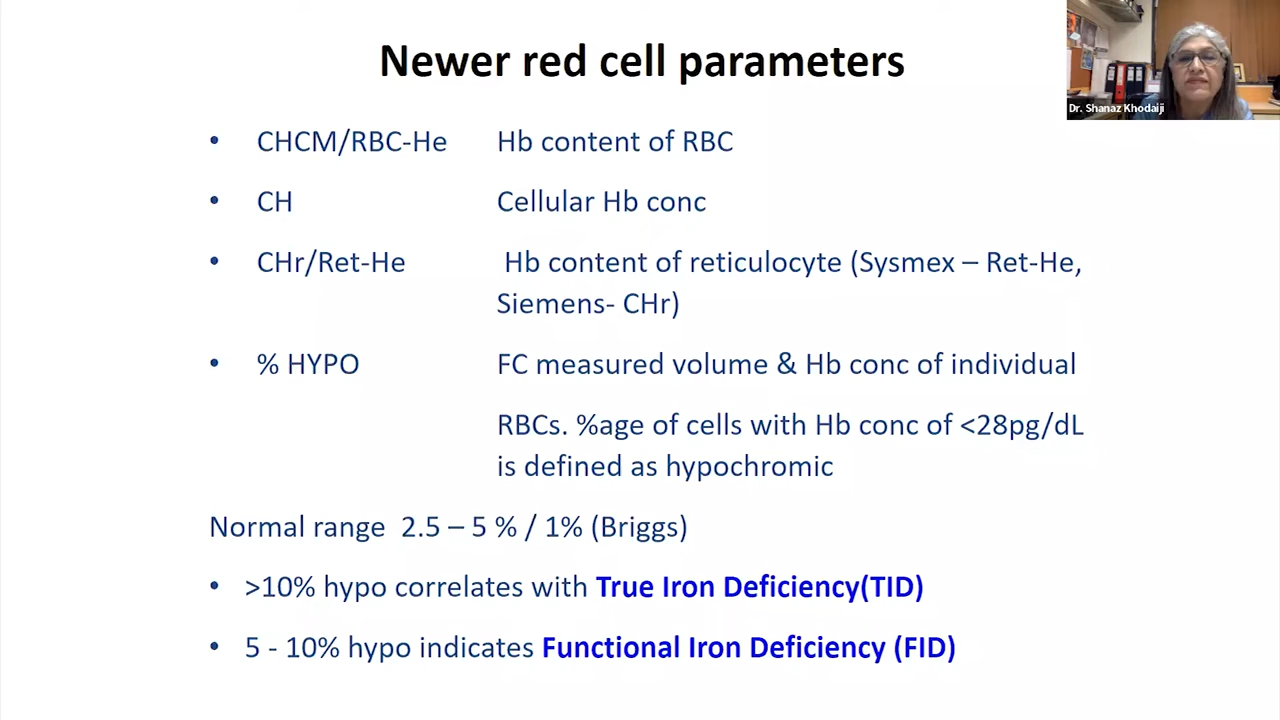 Newer red cell parameters
Dr. Shanaz Khodaiji
• CHCM/RBC-He Hb content of RBC
• CH Cellular Hb conc
• CHr/Ret-He Hb content of reticulocyte (Sysmex – Ret-He,
Siemens- CHr)
• % HYPO FC measured volume & Hb conc of individual
RBCs. %age of cells with Hb conc of <28pg/dL
is defined as hypochromic
Normal range 2.5 – 5 % / 1% (Briggs)
• >10% hypo correlates with True Iron Deficiency(TID)
• 5 - 10% hypo indicates Functional Iron Deficiency (FID)